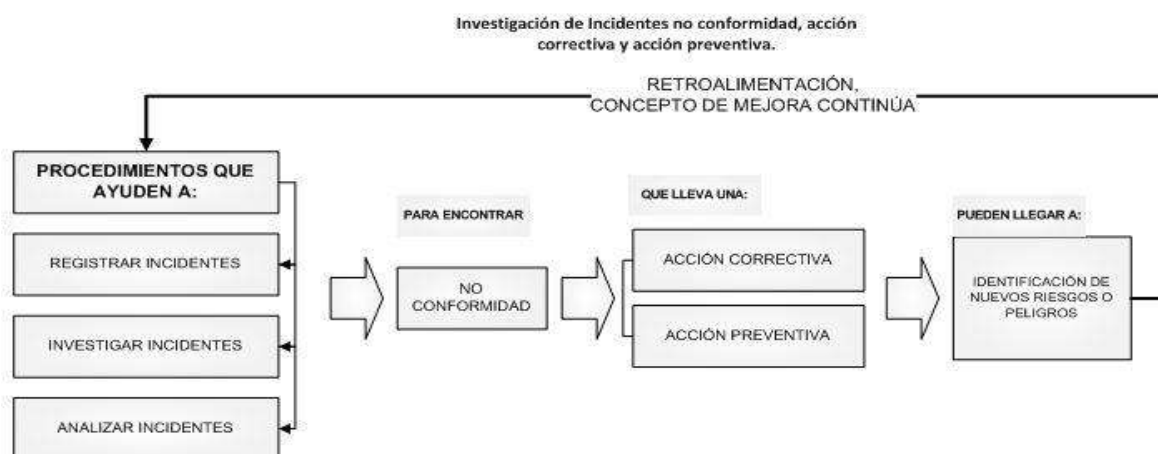 Investigación de Incidentes no conformidad, acción
correctiva y acción preventiva.
RETROALIMENTACIÓN,
CONCEPTO DE MEJORA CONTINÚA
PROCEDIMIENTOS QUE
AYUDEN A:
REGISTRAR INCIDENTES
INVESTIGAR INCIDENTES
ANALIZAR INCIDENTES
PARA ENCONTRAR
NO
CONFORMIDAD
QUE LLEVA UNA:
ACCIÓN CORRECTIVA
ACCIÓN PREVENTIVA
PUEDEN LLEGAR A:
IDENTIFICACIÓN DE
NUEVOS RIESGOS O
PELIGROS